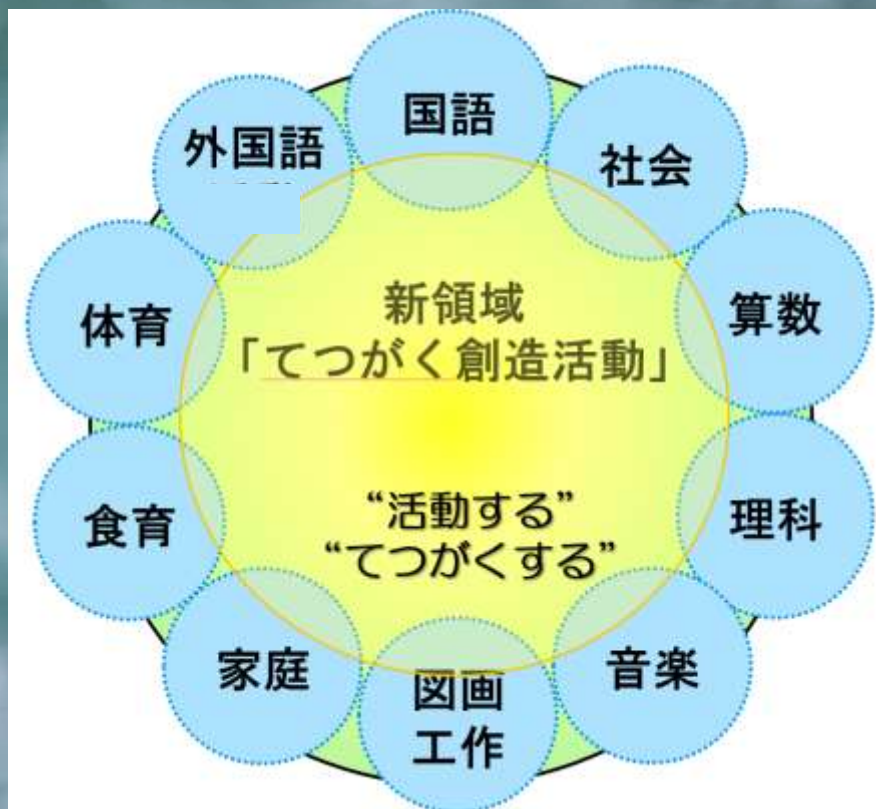 国語
社会
算数
理科
音楽
図画
工作
家庭
食育
体育
外国語
新領域
「てつがく創造活動」
“活動する”
“てつがくする”